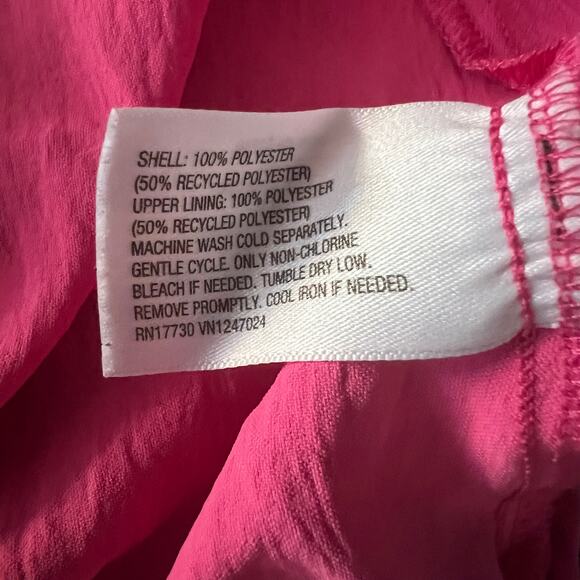 SHELL: 100% POLYESTER
(50% RECYCLED POLYESTER)
UPPER LINING: 100% POLYESTER
(50% RECYCLED POLYESTER)
MACHINE WASH COLD SEPARATELY.
GENTLE CYCLE. ONLY NON-CHLORINE
BLEACH IF NEEDED. TUMBLE DRY LOW.
REMOVE PROMPTLY. COOL IRON IF NEEDED.
RN17730 VN1247024